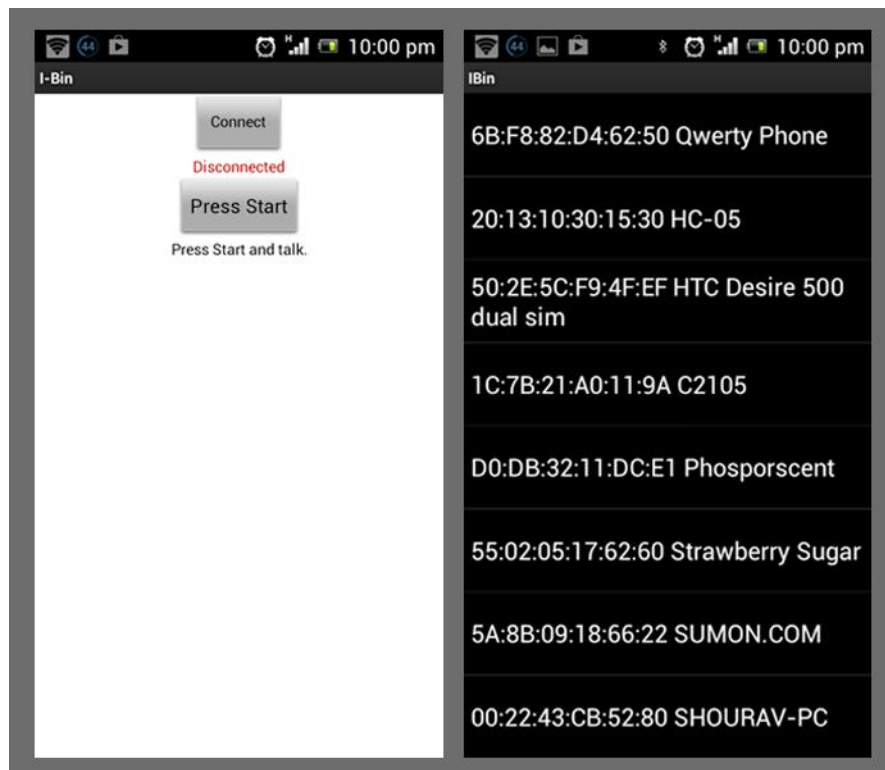 44
H
10:00 pm
I-Bin
Connect
Disconnected
Press Start
Press Start and talk.
44
H
10:00 pm
IBin
6B:F8:82:D4:62:50 Qwerty Phone
20:13:10:30:15:30 HC-05
50:2E:5C:F9:4F:EF HTC Desire 500
dual sim
1C:7B:21:A0:11:9A C2105
D0:DB:32:11:DC:E1 Phosporscent
55:02:05:17:62:60 Strawberry Sugar
5A:8B:09:18:66:22 SUMON.COM
00:22:43:CB:52:80 SHOURAV-PC